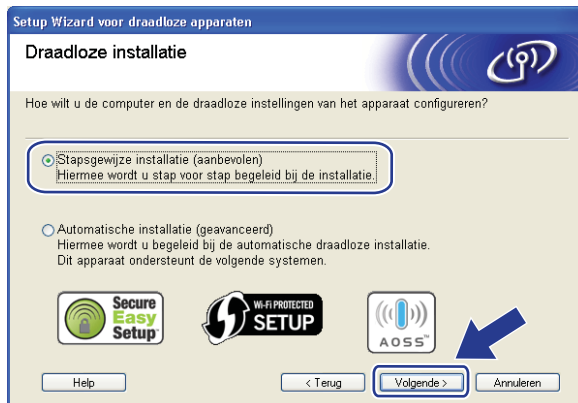 Setup Wizard voor draadloze apparaten
Draadloze installatie
Hoe wilt u de computer en de draadloze instellingen van het apparaat configureren?
Stapsgewijze installatie (aanbevolen)
Hiermee wordt u stap voor stap begeleid bij de installatie.
Automatische installatie (geavanceerd)
Hiermee wordt u begeleid bij de automatische draadloze installatie.
Dit apparaat ondersteunt de volgende systemen.
Secure
Easy
Setup™
Wi-Fi PROTECTED
SETUP
AOSS™
Help
< Terug
Volgende >
Annuleren